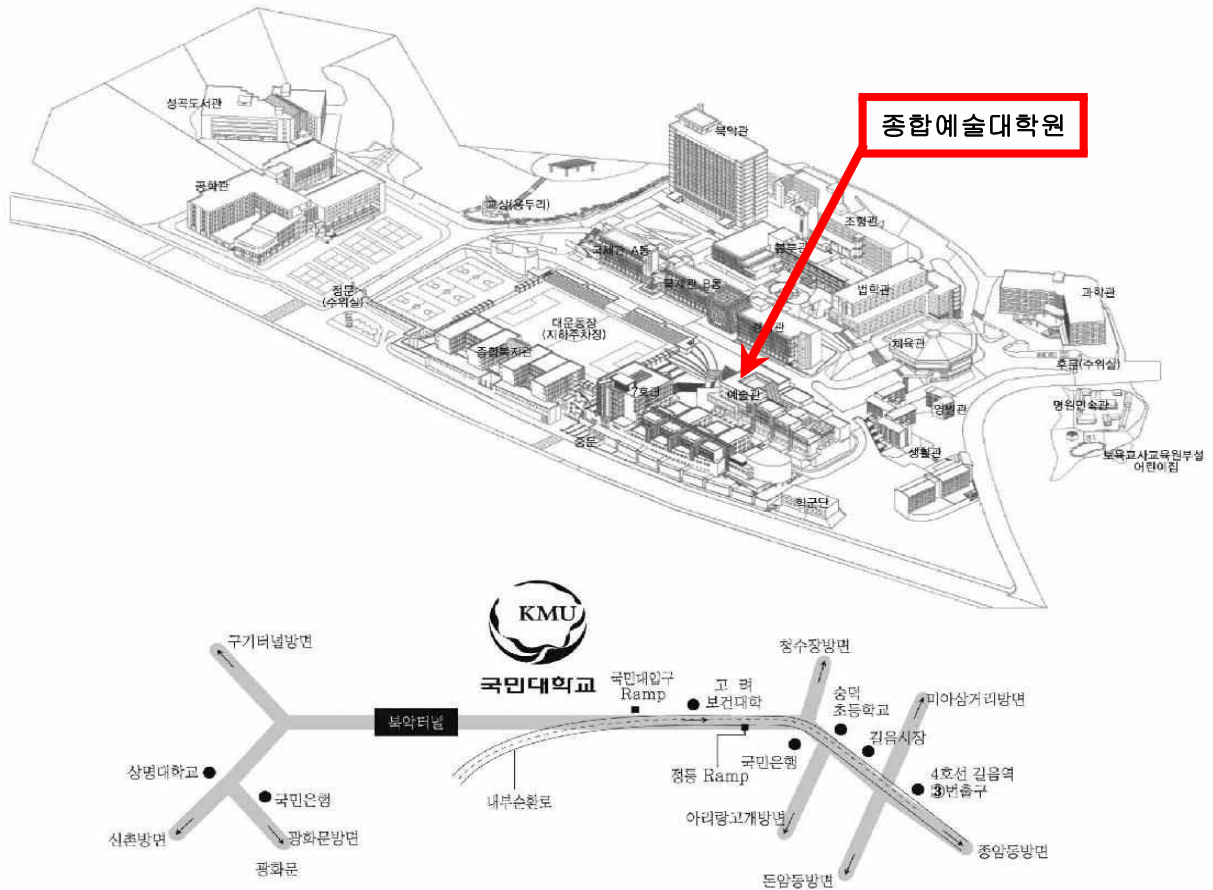 종합예술대학원
성곡도서관
북악관
공학관
교상(용두리)
조형관
국제관 A동
국제관 B동
법학관
과학관
정문
(수위실)
대운동장
(지하주차장)
체육관
후문(수위실)
종합복지관
7호관
예술관
영빈관
명원민속관
중문
생활관
보육교사교육원부설
어린이집
학군단
KMU
국민대학교
구기터널방면
청수장방면
국민대입구
Ramp
고 려
보건대학
숭덕
초등학교
미아삼거리방면
북악터널
길음시장
상명대학교
국민은행
내부순환로
정릉 Ramp
국민은행
4호선 길음역
③번출구
신촌방면
광화문방면
광화문
아리랑고개방면
종암동방면
돈암동방면